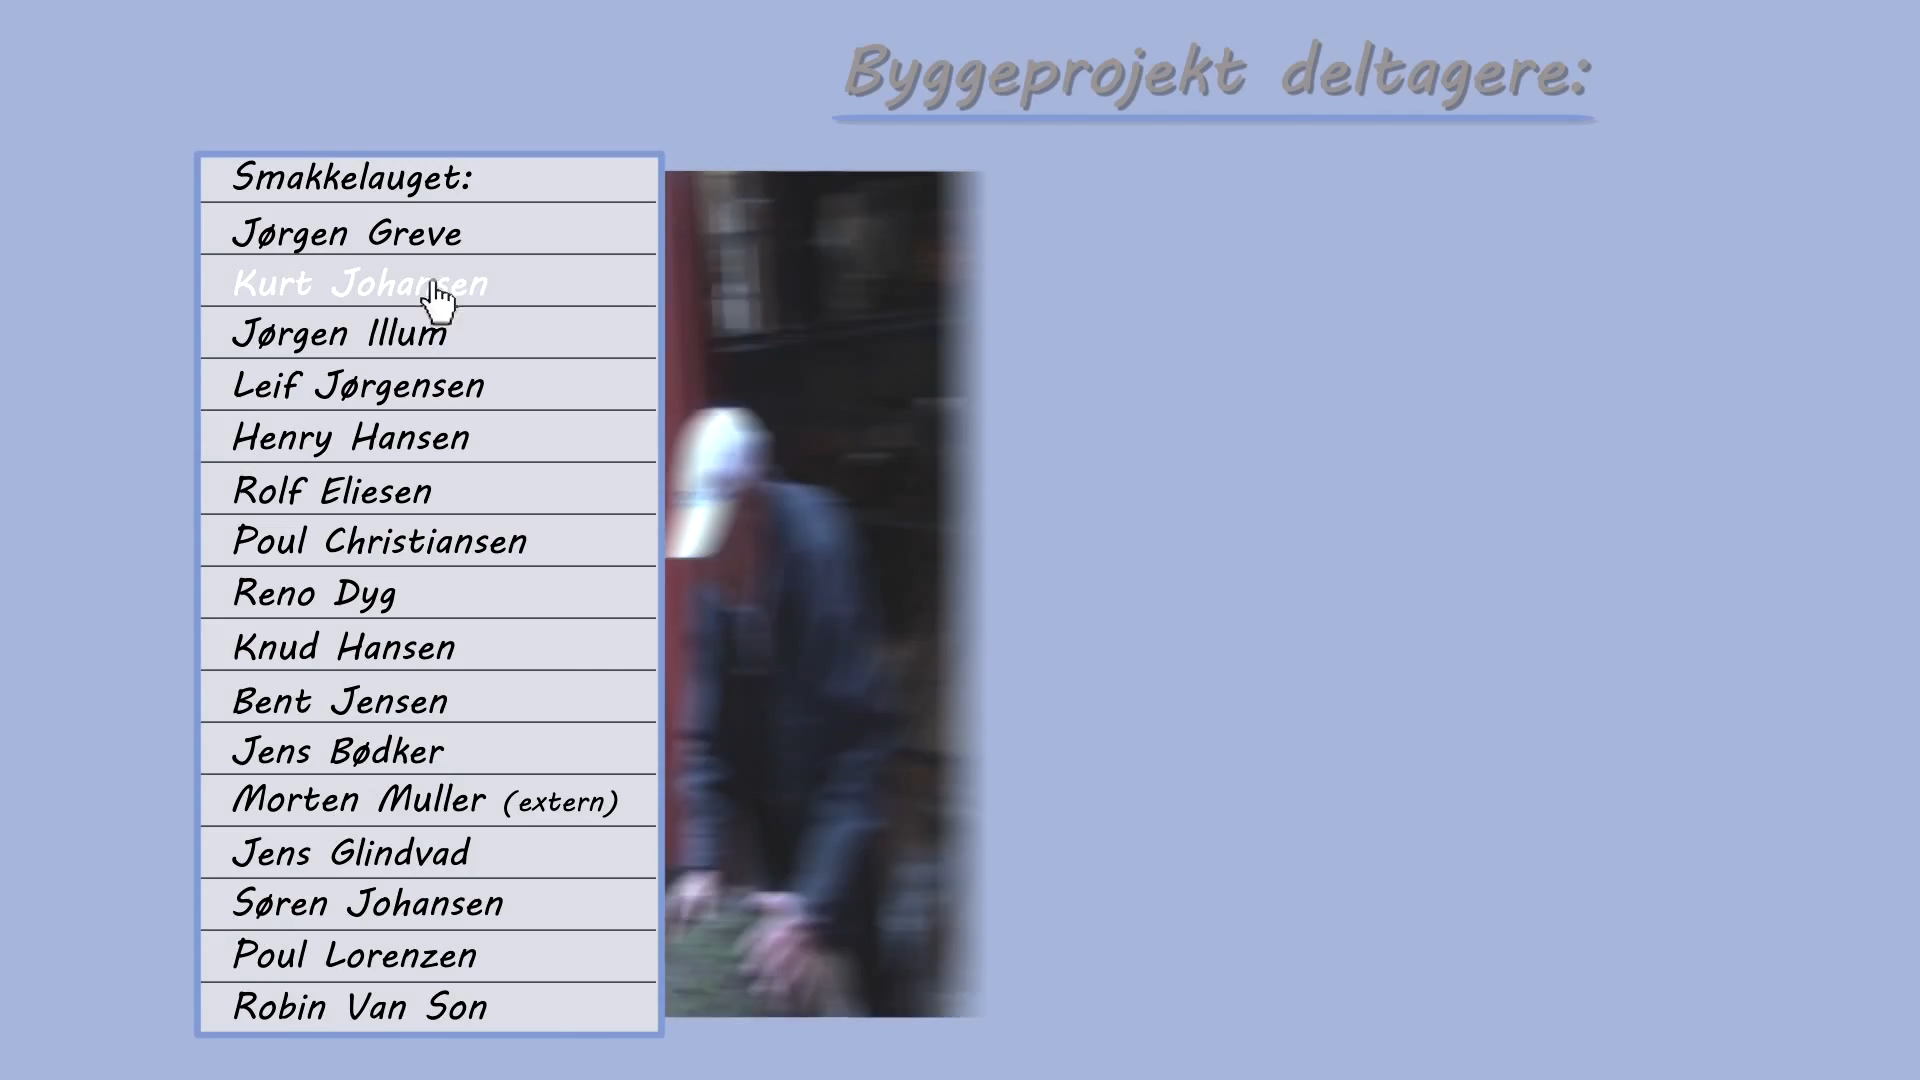 Byggeprojekt deltagere:
Smakkelauget:
Jørgen Greve
Kurt Johansen
Jørgen Illum
Leif Jørgensen
Henry Hansen
Rolf Eliesen
Poul Christiansen
Reno Dyg
Knud Hansen
Bent Jensen
Jens Bødker
Morten Muller (extern)
Jens Glindvad
Søren Johansen
Poul Lorenzen
Robin Van Son